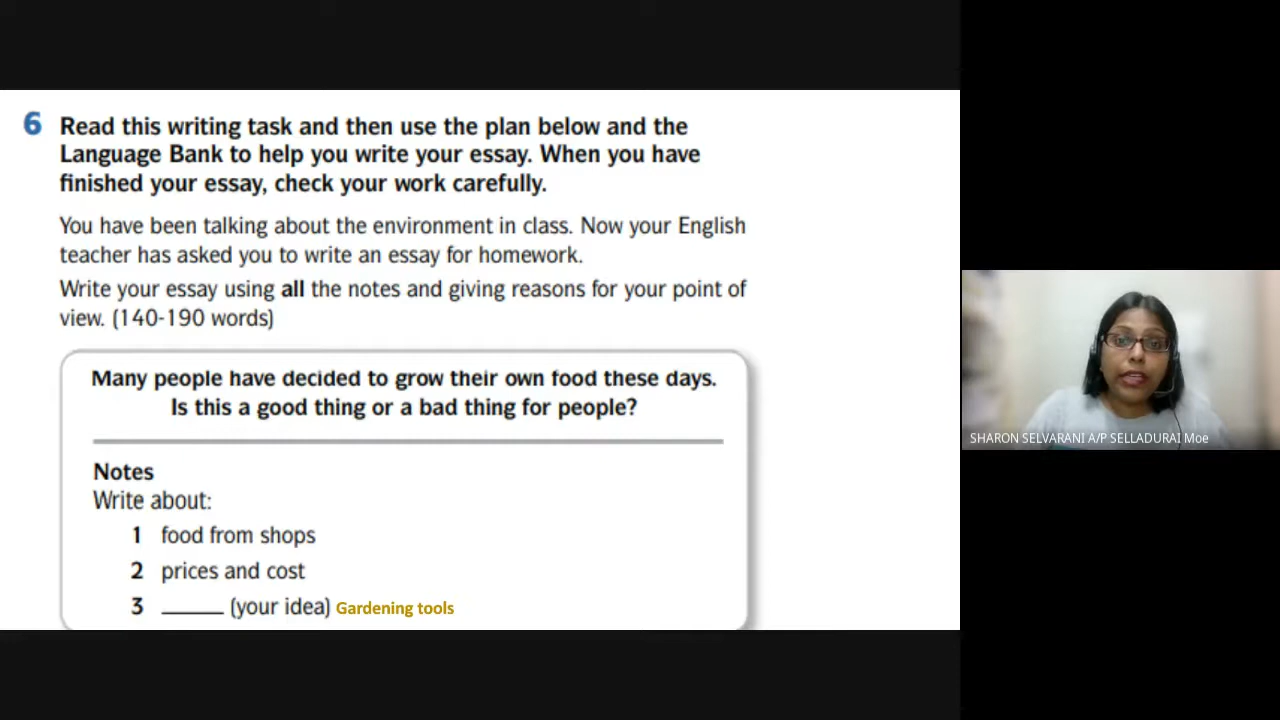 6 Read this writing task and then use the plan below and the
Language Bank to help you write your essay. When you have
finished your essay, check your work carefully.
You have been talking about the environment in class. Now your English
teacher has asked you to write an essay for homework.
Write your essay using all the notes and giving reasons for your point of
view. (140-190 words)
Many people have decided to grow their own food these days.
Is this a good thing or a bad thing for people?
Notes
Write about:
1 food from shops
2 prices and cost
3 _____ (your idea) Gardening tools
SHARON SELVARANI A/P SELLADURAI Moe